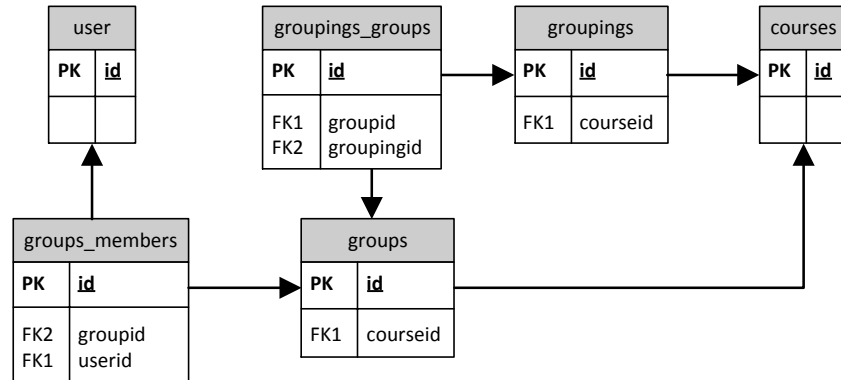 user
PK id
groupings_groups
PK id
FK1 groupid
FK2 groupingid
groupings
PK id
FK1 courseid
courses
PK id
groups_members
PK id
FK2 groupid
FK1 userid
groups
PK id
FK1 courseid